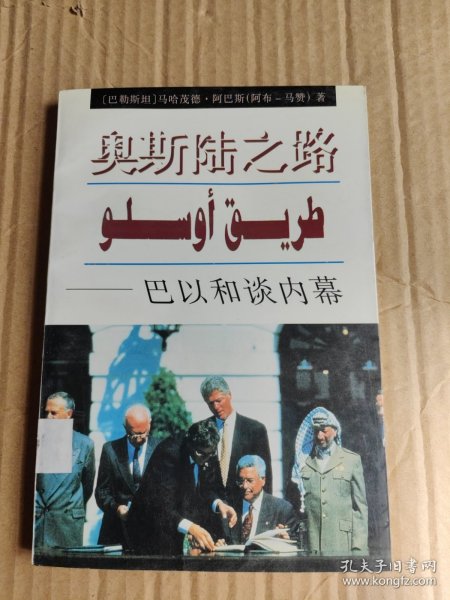 [巴勒斯坦]马哈茂德·阿巴斯(阿布-马赞)著
奥斯陆之路
طريق أوسلو
——巴以和谈内幕
孔夫子旧书网
www.kongfz.com